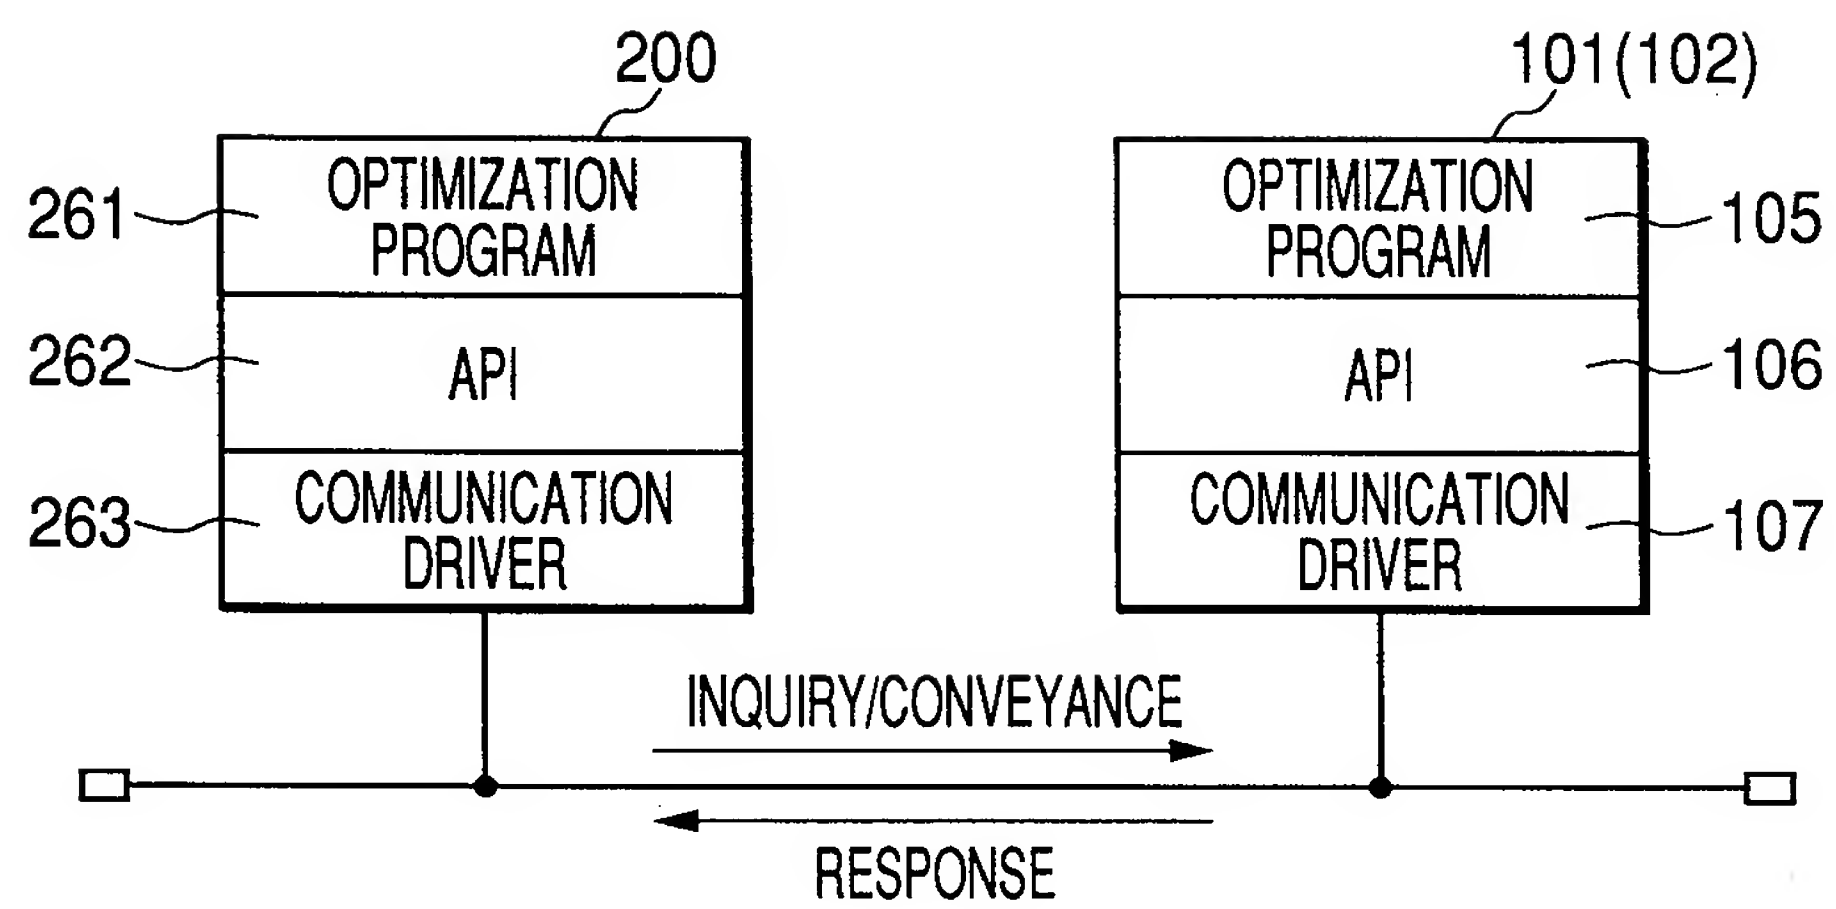 200
101(102)
OPTIMIZATION
PROGRAM
261
OPTIMIZATION
PROGRAM
105
API
262
API
106
COMMUNICATION
DRIVER
263
COMMUNICATION
DRIVER
107
INQUIRY/CONVEYANCE
RESPONSE